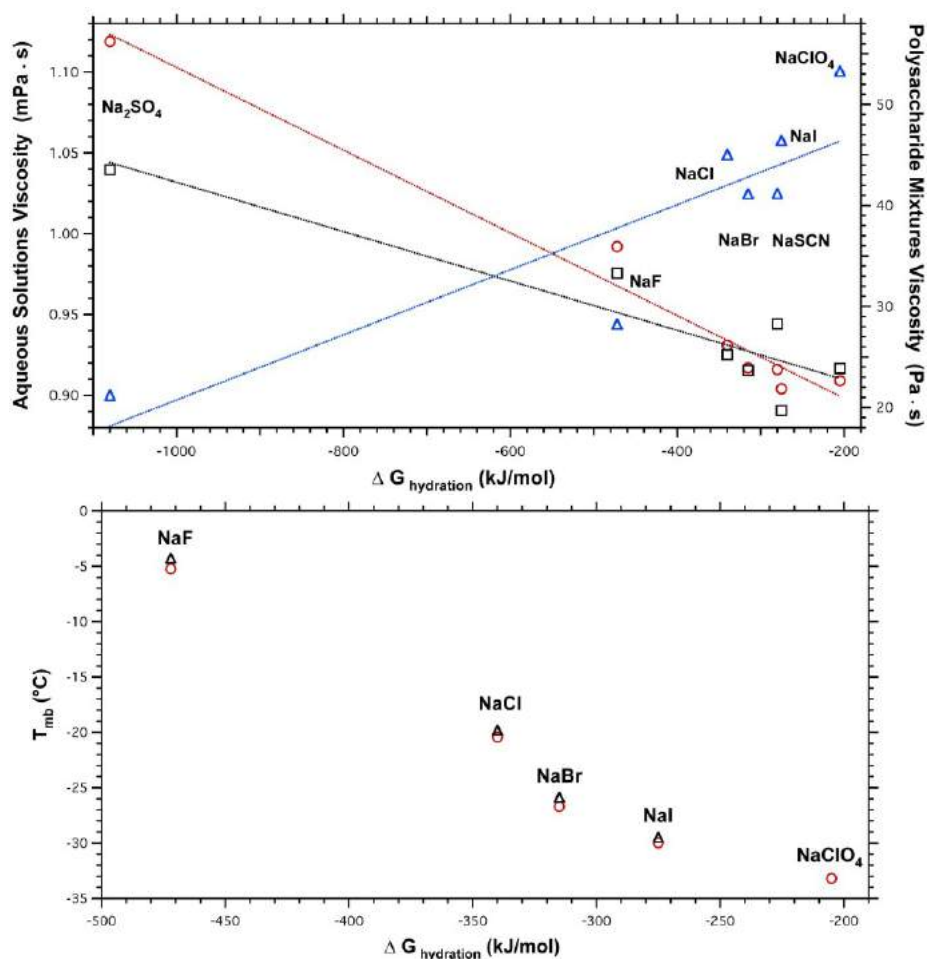 Aqueous Solutions Viscosity (mPa · s)
1.10
1.05
1.00
0.95
0.90
Na₂SO₄
NaF
NaCl
NaBr
NaI
NaSCN
NaClO₄
50
40
30
20
Polysaccharide Mixtures Viscosity (Pa · s)
-1000 -800 -600 -400 -200
Δ G hydration (kJ/mol)
T mb (°C)
0
-5
-10
-15
-20
-25
-30
-35
NaF
NaCl
NaBr
NaI
NaClO₄
-500 -450 -400 -350 -300 -250 -200
Δ G hydration (kJ/mol)